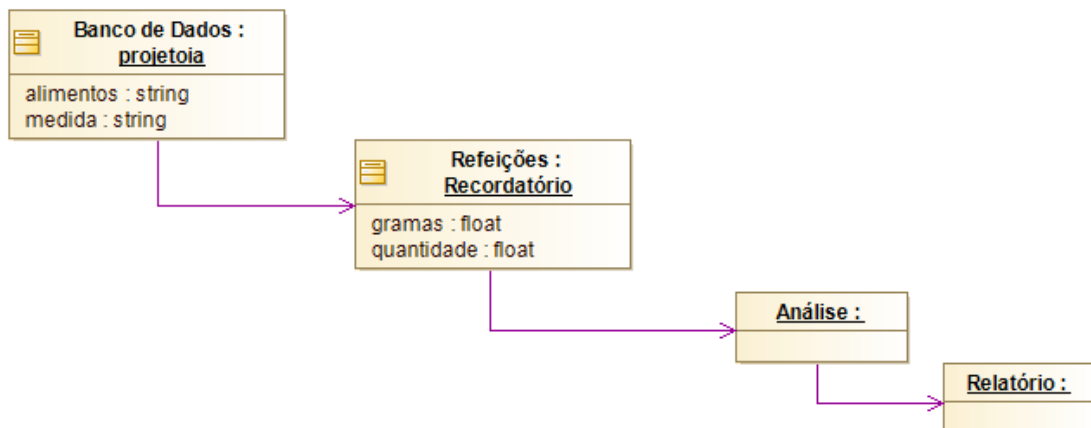 Banco de Dados :
projetoia
alimentos : string
medida : string
Refeições :
Recordatório
gramas : float
quantidade : float
Análise :
Relatório :